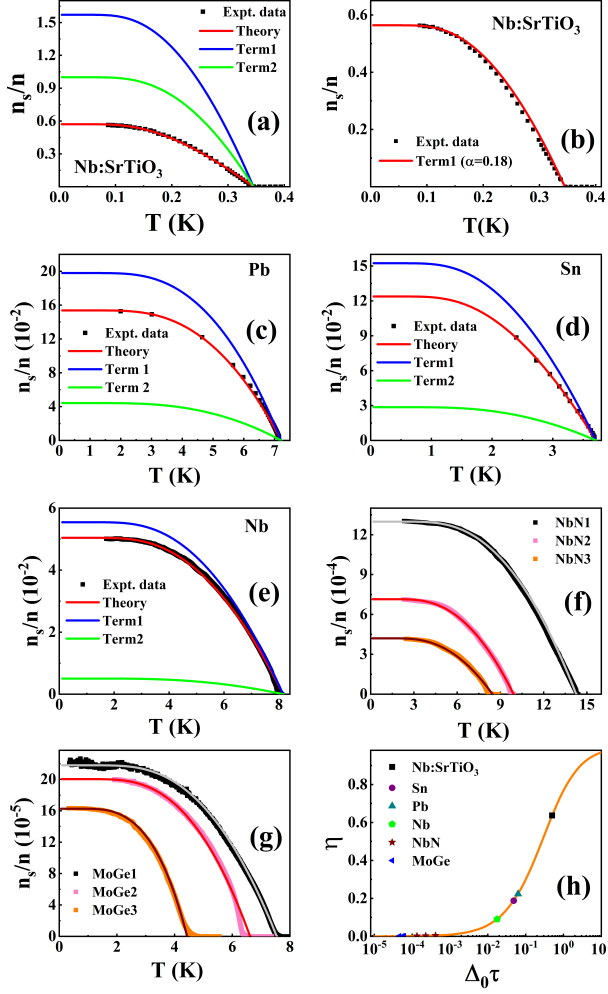 1.5
1.2
0.9
0.6
0.3
n_s/n
Expt. data
Theory
Term1
Term2
(a)
Nb:SrTiO₃
0.0 0.1 0.2 0.3 0.4
T (K)
0.6
0.4
0.2
0.0
n_s/n
Nb:SrTiO₃
(b)
Expt. data
Term1 (α=0.18)
0.0 0.1 0.2 0.3 0.4
T(K)
20
16
12
8
4
0
n_s/n (10⁻²)
Pb
(c)
Expt. data
Theory
Term 1
Term 2
0 1 2 3 4 5 6 7
T (K)
15
12
9
6
3
0
n_s/n (10⁻²)
Sn
(d)
Expt. data
Theory
Term1
Term2
0 1 2 3
T (K)
6
4
2
0
n_s/n (10⁻²)
Nb
(e)
Expt. data
Theory
Term1
Term2
0 2 4 6 8
T (K)
12
9
6
3
0
n_s/n (10⁻⁴)
NbN1
NbN2
NbN3
(f)
0 3 6 9 12 15
T (K)
20
16
12
8
4
0
n_s/n (10⁻⁵)
(g)
MoGe1
MoGe2
MoGe3
0 2 4 6 8
T (K)
1.0
0.8
0.6
0.4
0.2
0.0
η
Nb:SrTiO₃
Sn
Pb
Nb
NbN
MoGe
(h)
10⁻⁵ 10⁻⁴ 10⁻³ 10⁻² 10⁻¹ 10⁰ 10¹
Δ₀τ